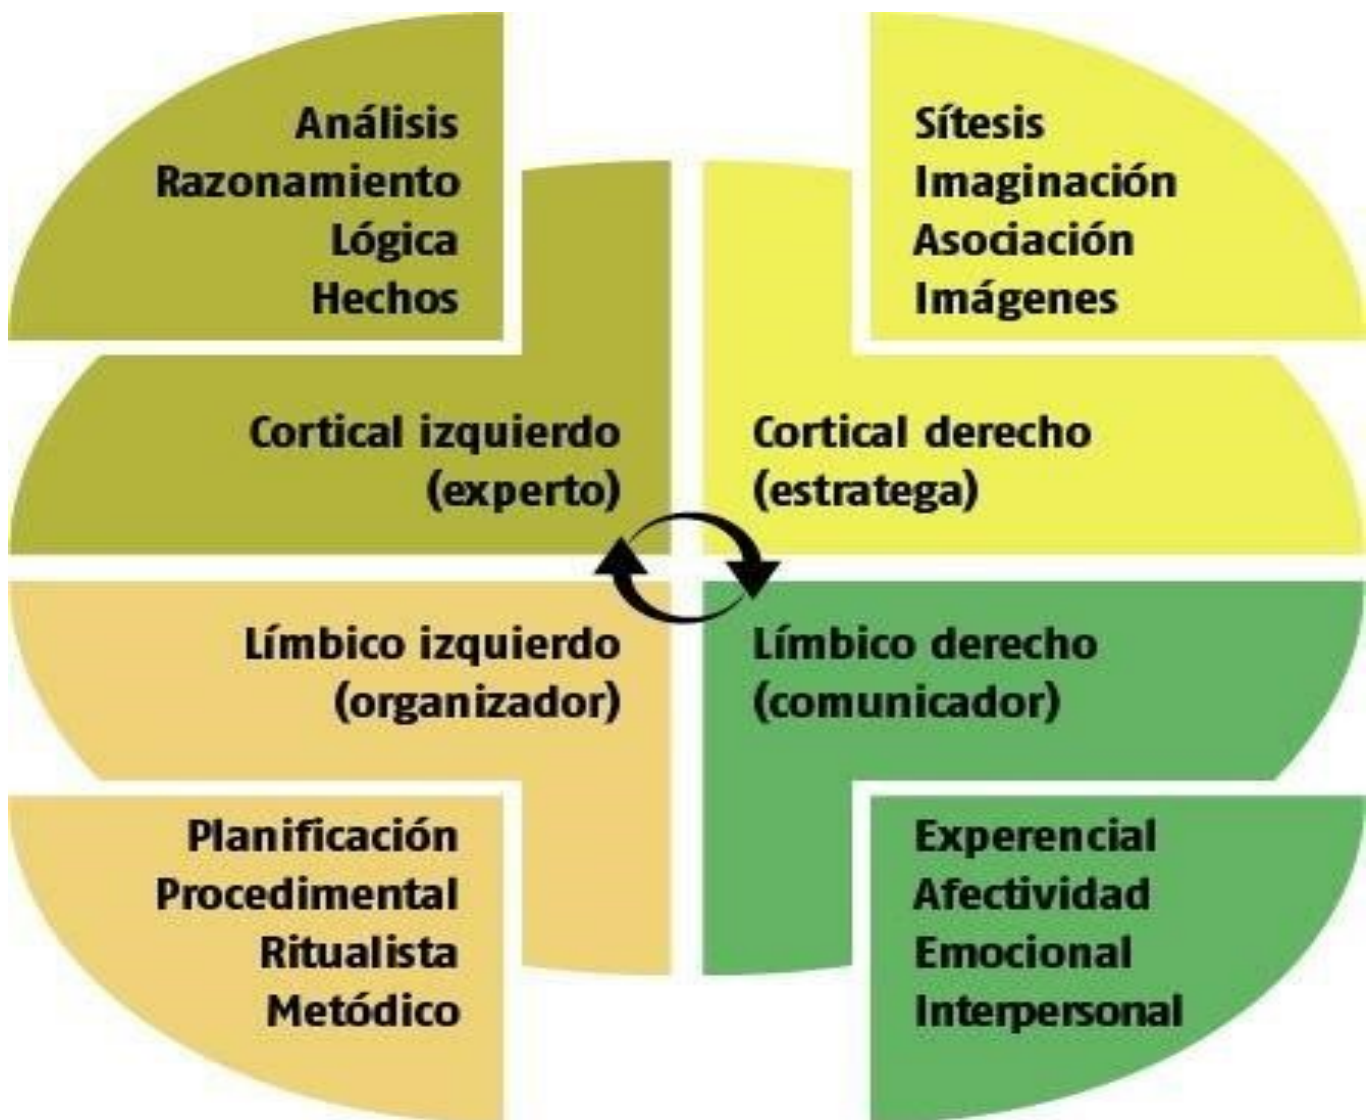 Análisis
Razonamiento
Lógica
Hechos
Cortical izquierdo
(experto)
Sítesis
Imaginación
Asociación
Imágenes
Cortical derecho
(estratega)
Límbico izquierdo
(organizador)
Planificación
Procedimental
Ritualista
Metódico
Límbico derecho
(comunicador)
Experencial
Afectividad
Emocional
Interpersonal